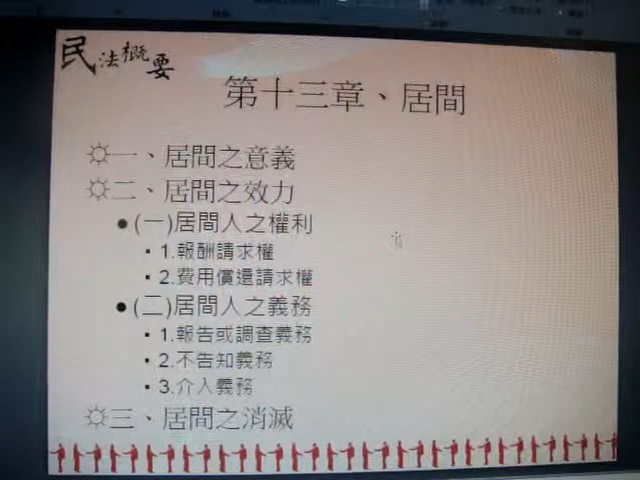 民法概要
第十三章、居間
一、居間之意義
二、居間之效力
(一)居間人之權利
1.報酬請求權
2.費用償還請求權
(二)居間人之義務
1.報告或調查義務
2.不告知義務
3.介入義務
三、居間之消滅